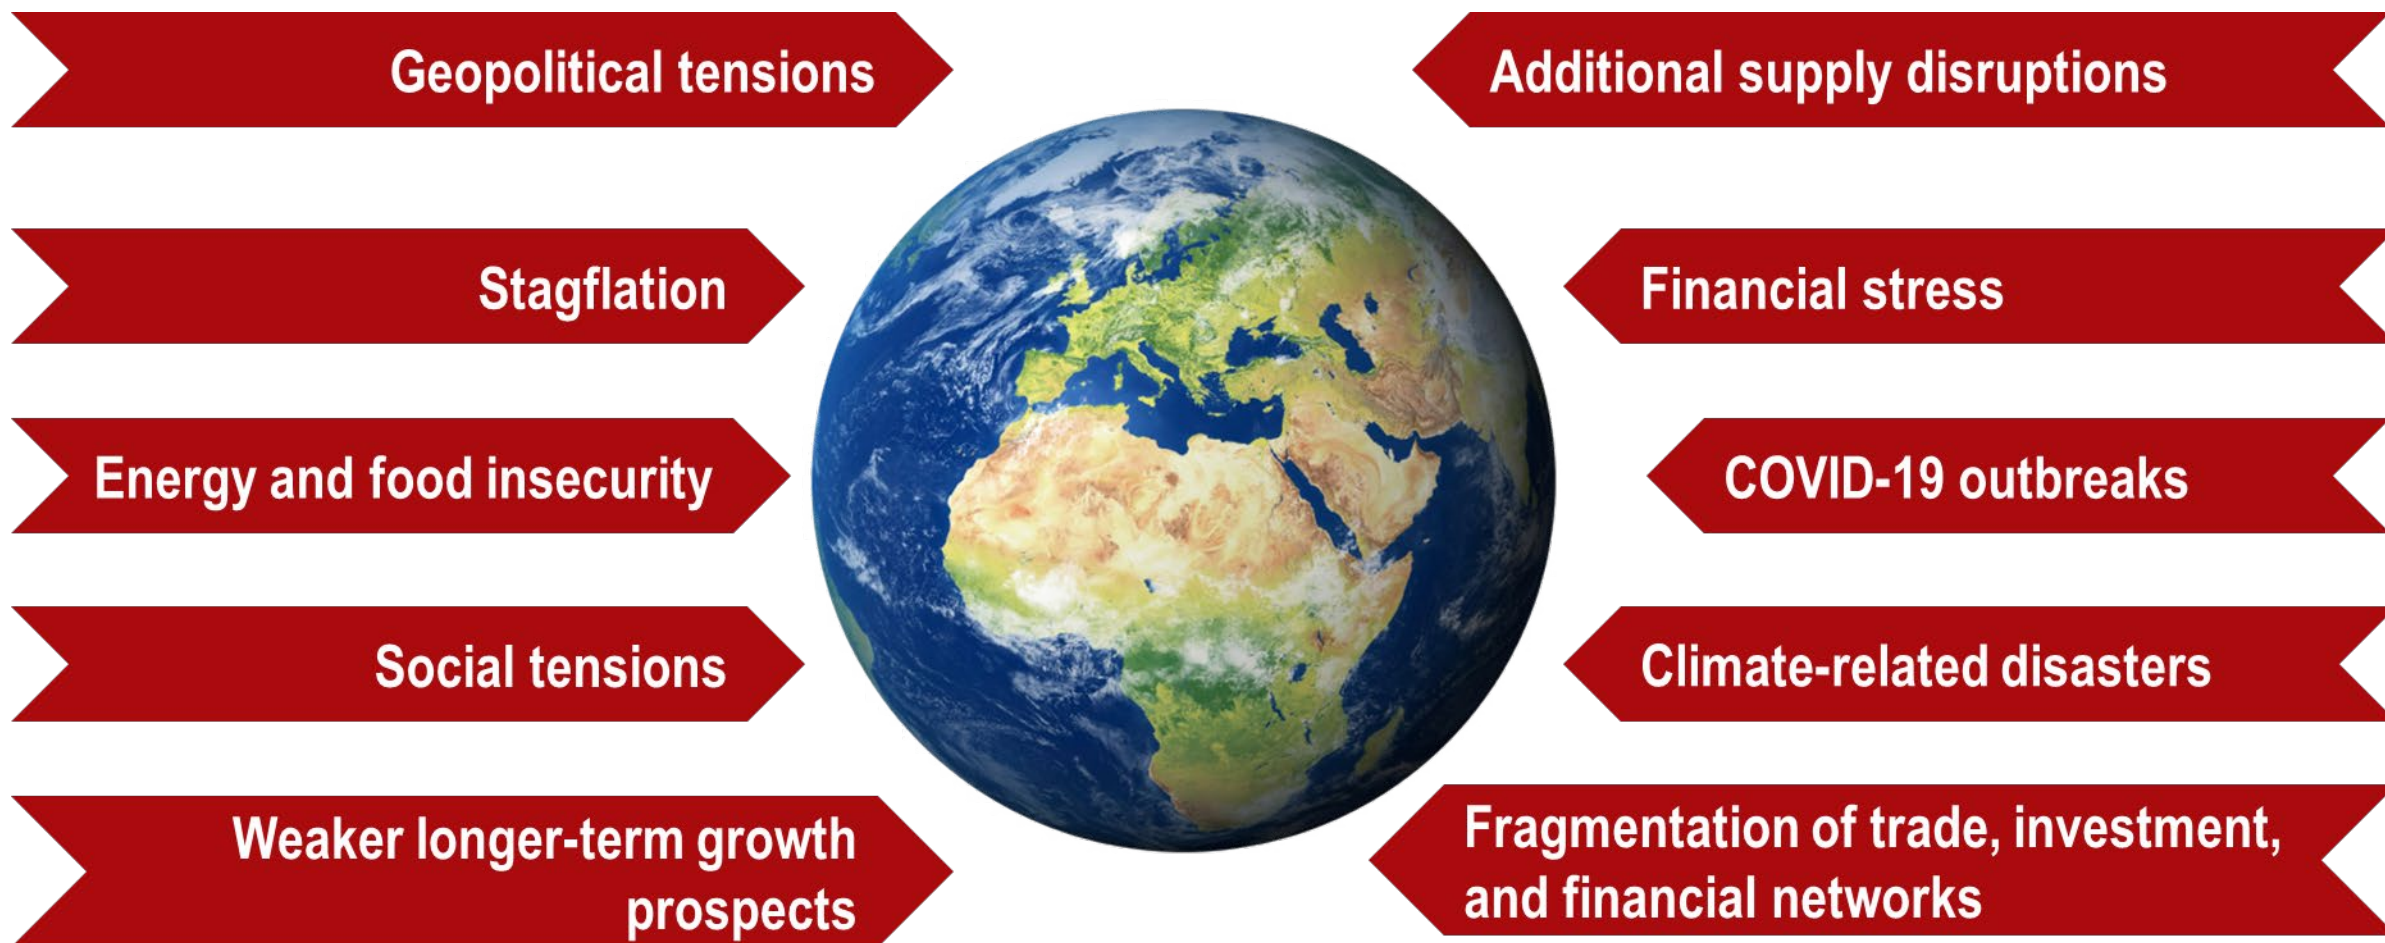 Geopolitical tensions
Stagflation
Energy and food insecurity
Social tensions
Weaker longer-term growth
prospects
Additional supply disruptions
Financial stress
COVID-19 outbreaks
Climate-related disasters
Fragmentation of trade, investment,
and financial networks